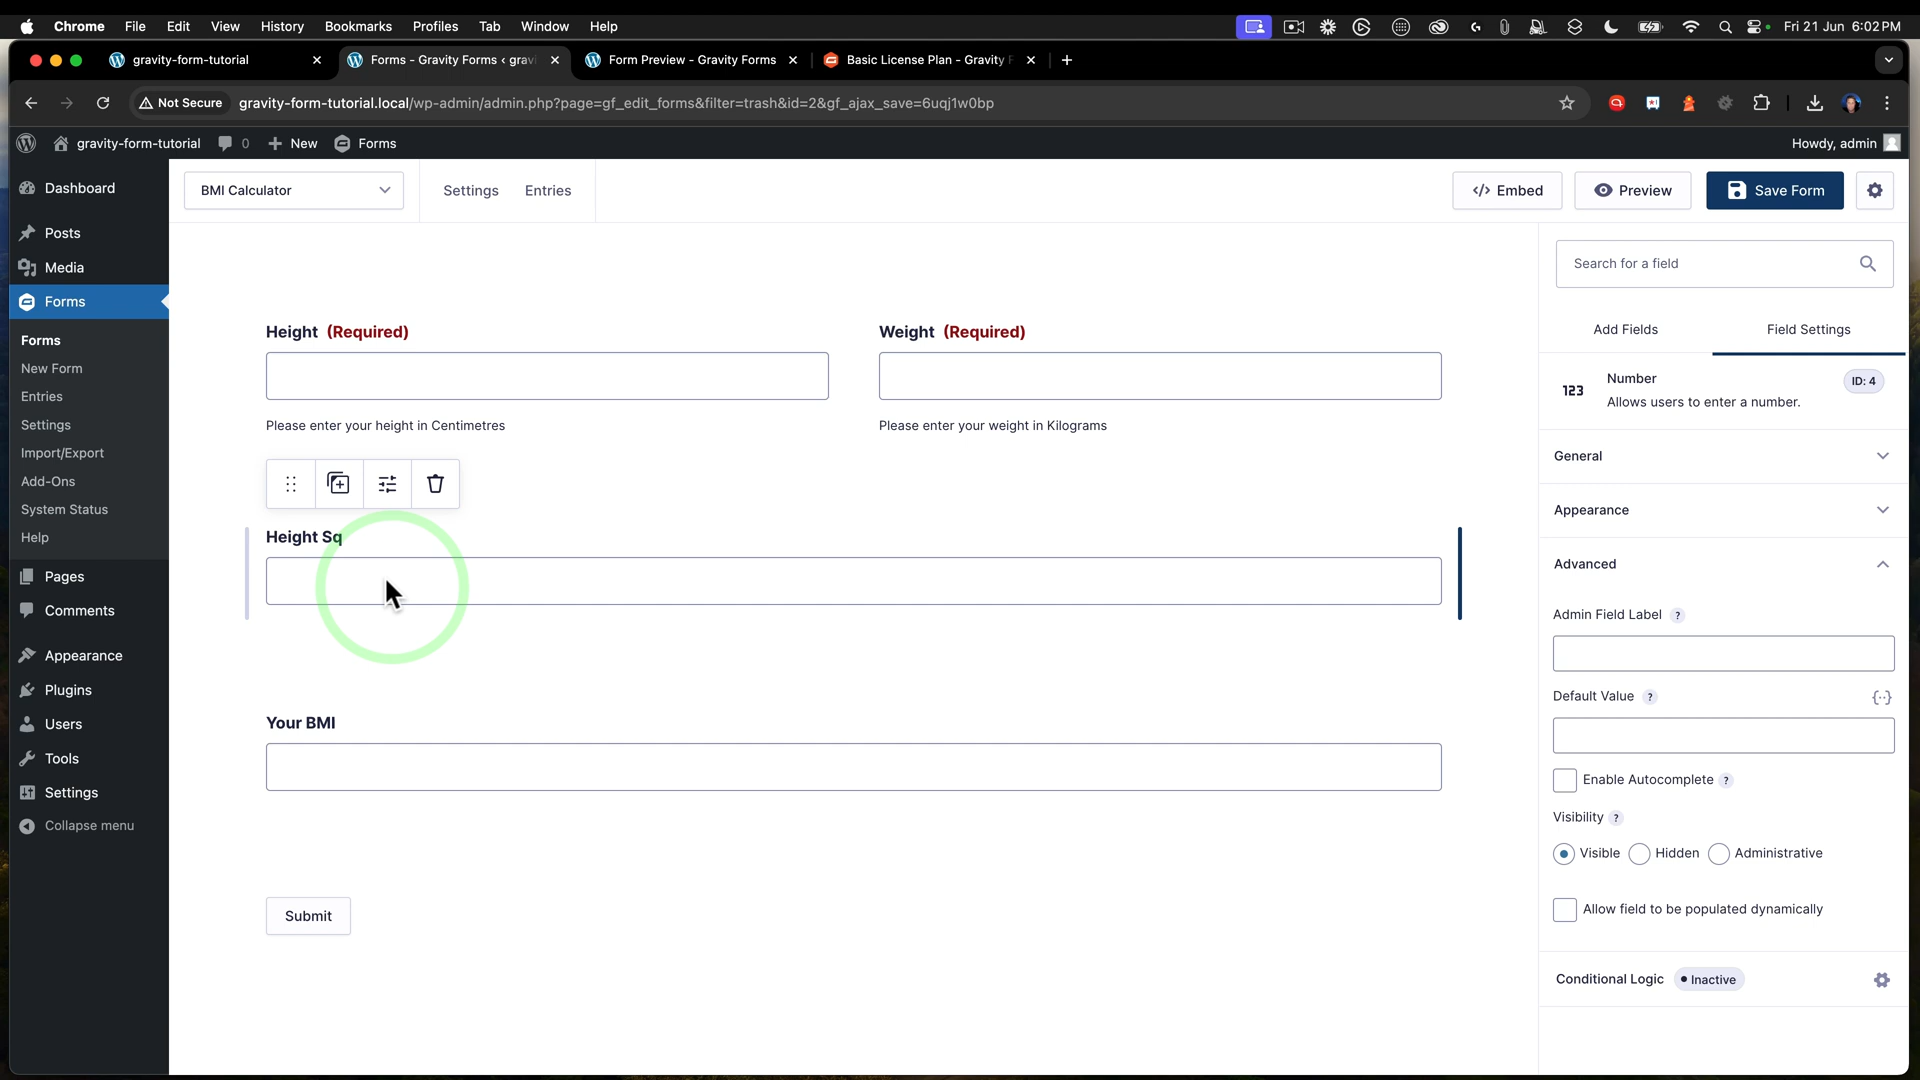 Chrome File Edit View History Bookmarks Profiles Tab Window Help Fri 21 Jun 6:02 PM
gravity-form-tutorial Forms - Gravity Forms ‹ gravi Form Preview - Gravity Forms Basic License Plan - Gravity F
Not Secure gravity-form-tutorial.local/wp-admin/admin.php?page=gf_edit_forms&filter=trash&id=2&gf_ajax_save=6uqj1w0bp
gravity-form-tutorial 0 New Forms Howdy, admin
Dashboard
Posts
Media
Forms
Forms
New Form
Entries
Settings
Import/Export
Add-Ons
System Status
Help
Pages
Comments
Appearance
Plugins
Users
Tools
Settings
Collapse menu
BMI Calculator Settings Entries </> Embed Preview Save Form
Height (Required) Weight (Required)
Please enter your height in Centimetres Please enter your weight in Kilograms
Height Sq
Your BMI
Submit
Search for a field
Add Fields Field Settings
123 Number ID: 4
Allows users to enter a number.
General
Appearance
Advanced
Admin Field Label ?
Default Value ? {··}
Enable Autocomplete ?
Visibility ?
Visible Hidden Administrative
Allow field to be populated dynamically
Conditional Logic • Inactive